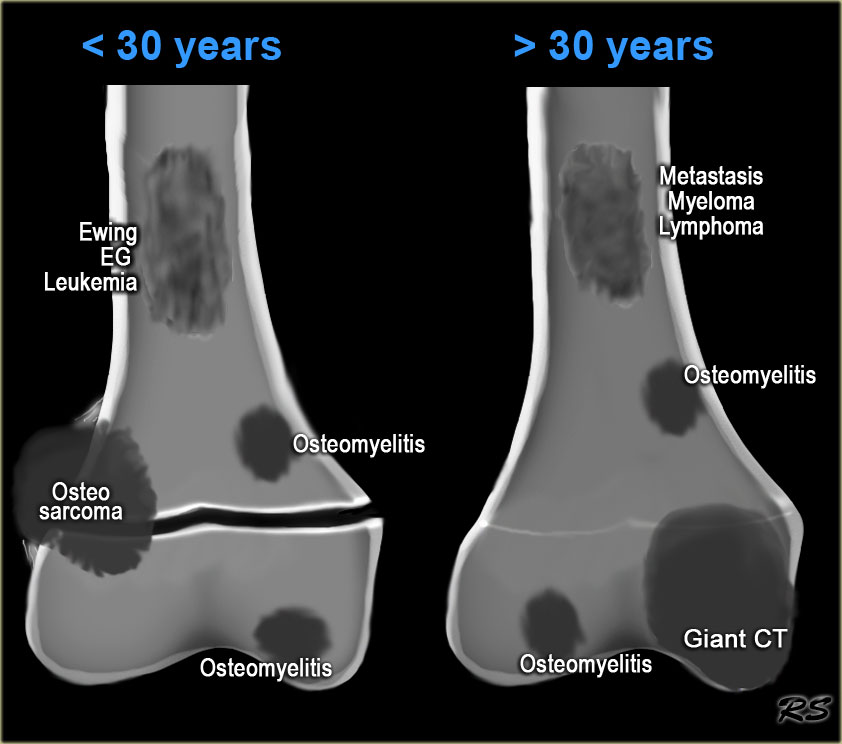 < 30 years
> 30 years
Ewing
EG
Leukemia
Osteomyelitis
Osteo
sarcoma
Osteomyelitis
Metastasis
Myeloma
Lymphoma
Osteomyelitis
Osteomyelitis
Giant CT
RS